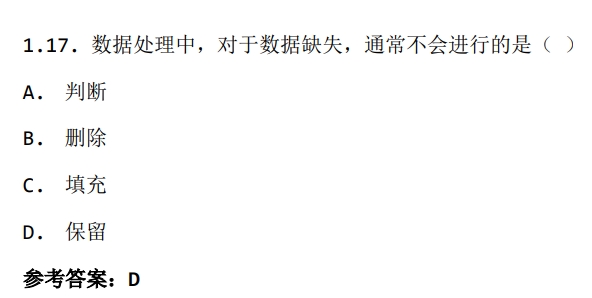 1.17. 数据处理中，对于数据缺失，通常不会进行的是（ ）
A. 判断
B. 删除
C. 填充
D. 保留
参考答案：D